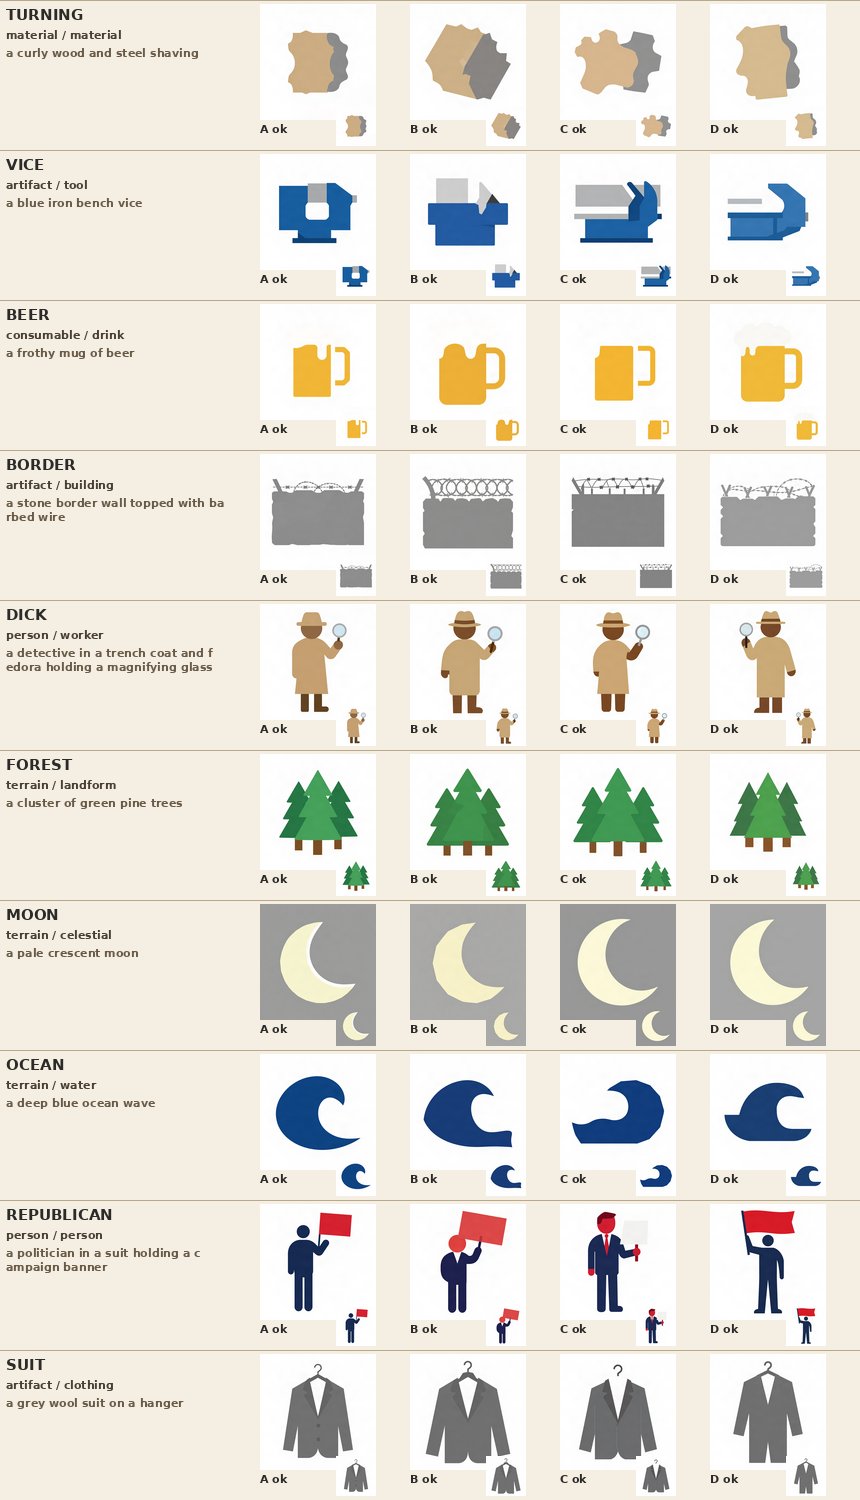 TURNING
material / material
a curly wood and steel shaving
A ok
B ok
C ok
D ok
VICE
artifact / tool
a blue iron bench vice
A ok
B ok
C ok
D ok
BEER
consumable / drink
a frothy mug of beer
A ok
B ok
C ok
D ok
BORDER
artifact / building
a stone border wall topped with ba
rbed wire
A ok
B ok
C ok
D ok
DICK
person / worker
a detective in a trench coat and f
edora holding a magnifying glass
A ok
B ok
C ok
D ok
FOREST
terrain / landform
a cluster of green pine trees
A ok
B ok
C ok
D ok
MOON
terrain / celestial
a pale crescent moon
A ok
B ok
C ok
D ok
OCEAN
terrain / water
a deep blue ocean wave
A ok
B ok
C ok
D ok
REPUBLICAN
person / person
a politician in a suit holding a c
ampaign banner
A ok
B ok
C ok
D ok
SUIT
artifact / clothing
a grey wool suit on a hanger
A ok
B ok
C ok
D ok